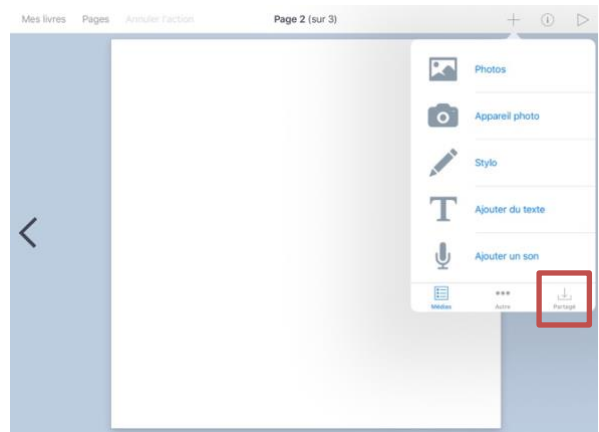 Mes livres Pages Annuler l'action Page 2 (sur 3)
Photos
Appareil photo
Stylo
Ajouter du texte
Ajouter un son
Médias Autre Partagé